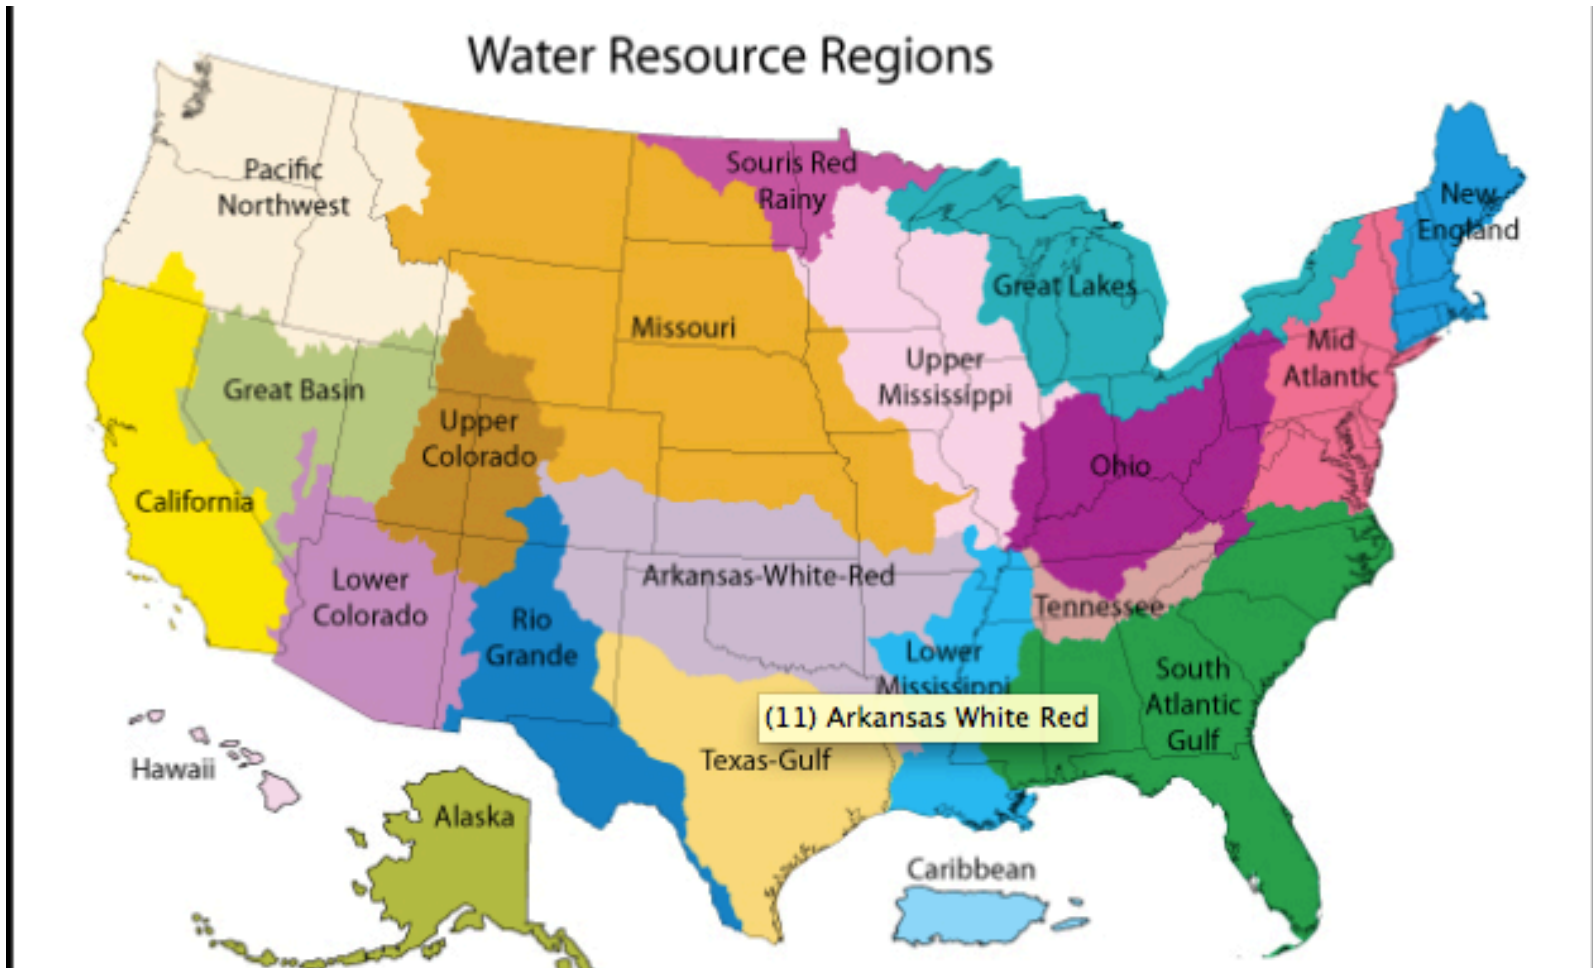 Water Resource Regions
Pacific
Northwest
Souris Red
Rainy
New
England
Great Lakes
Missouri
Mid
Atlantic
Upper
Mississippi
Great Basin
Upper
Colorado
Ohio
California
Arkansas-White-Red
Lower
Colorado
Tennessee
Rio
Grande
Lower
Mississippi
South
Atlantic
Gulf
(11) Arkansas White Red
Texas-Gulf
Hawaii
Alaska
Caribbean